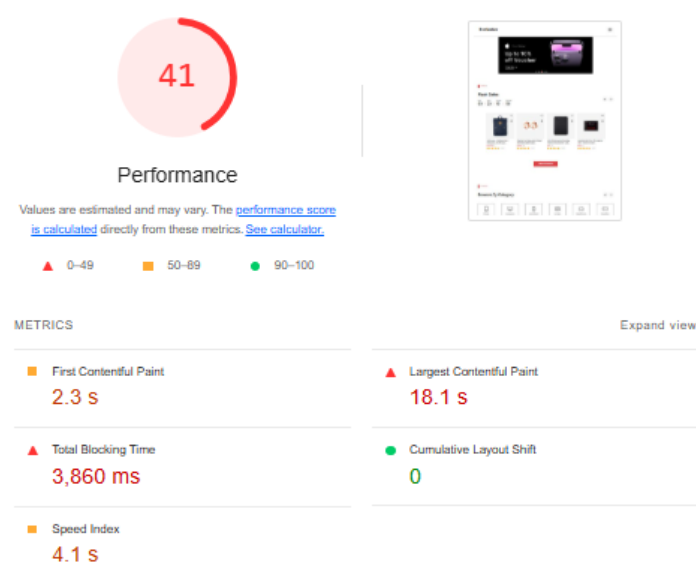 41
Performance
Values are estimated and may vary. The performance score
is calculated directly from these metrics. See calculator.
0–49
50–89
90–100
METRICS
Expand view
First Contentful Paint
2.3 s
Largest Contentful Paint
18.1 s
Total Blocking Time
3,860 ms
Cumulative Layout Shift
0
Speed Index
4.1 s